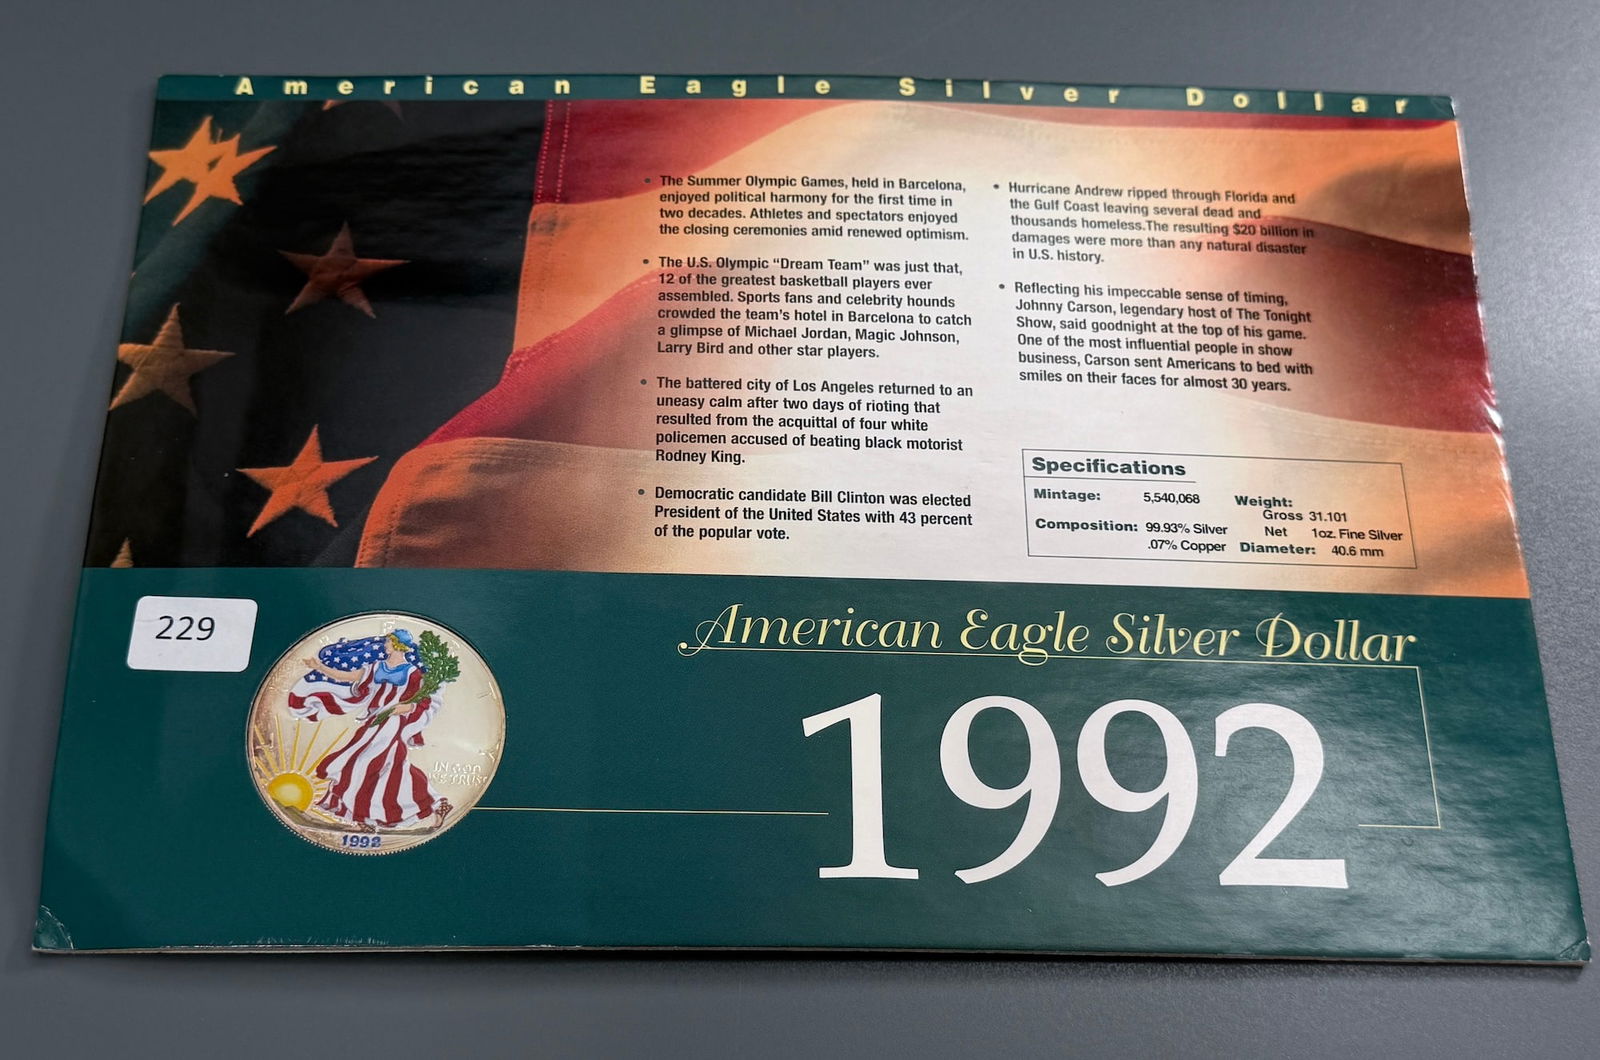 American Eagle Silver Dollar
• The Summer Olympic Games, held in Barcelona,
enjoyed political harmony for the first time in
two decades. Athletes and spectators enjoyed
the closing ceremonies amid renewed optimism.
• The U.S. Olympic “Dream Team” was just that,
12 of the greatest basketball players ever
assembled. Sports fans and celebrity hounds
crowded the team's hotel in Barcelona to catch
a glimpse of Michael Jordan, Magic Johnson,
Larry Bird and other star players.
• The battered city of Los Angeles returned to an
uneasy calm after two days of rioting that
resulted from the acquittal of four white
policemen accused of beating black motorist
Rodney King.
• Democratic candidate Bill Clinton was elected
President of the United States with 43 percent
of the popular vote.
• Hurricane Andrew ripped through Florida and
the Gulf Coast leaving several dead and
thousands homeless.The resulting $20 billion in
damages were more than any natural disaster
in U.S. history.
• Reflecting his impeccable sense of timing,
Johnny Carson, legendary host of The Tonight
Show, said goodnight at the top of his game.
One of the most influential people in show
business, Carson sent Americans to bed with
smiles on their faces for almost 30 years.
Specifications
Mintage: 5,540,068
Composition: 99.93% Silver
.07% Copper
Weight:
Gross 31.101
Net 1oz. Fine Silver
Diameter: 40.6 mm
229
IN GOD
WE TRUST
1992
American Eagle Silver Dollar
1992